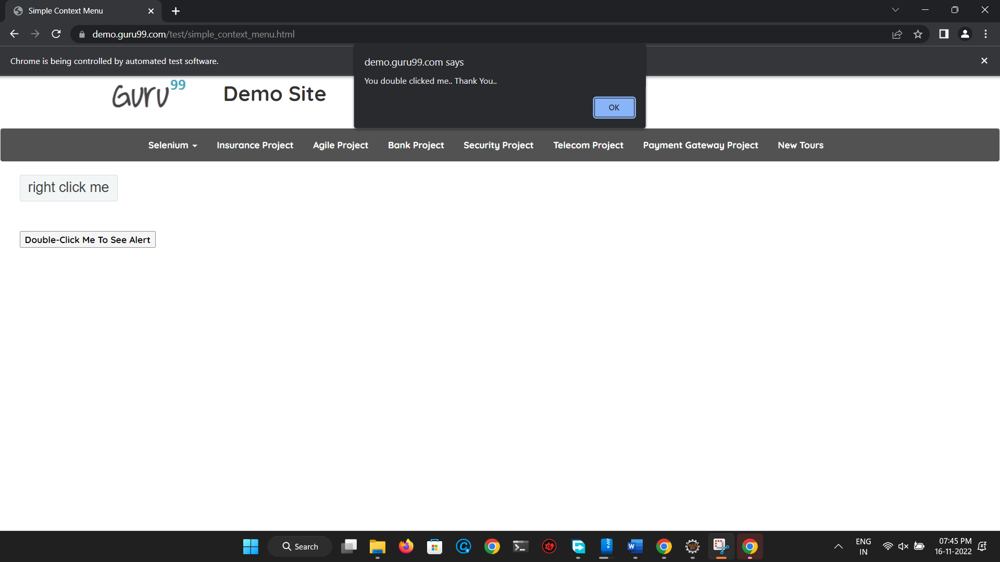 Simple Context Menu
demo.guru99.com/test/simple_context_menu.html
Chrome is being controlled by automated test software.
demo.guru99.com says
You double clicked me.. Thank You..
OK
Guru99
Demo Site
Selenium Insurance Project Agile Project Bank Project Security Project Telecom Project Payment Gateway Project New Tours
right click me
Double-Click Me To See Alert
Search
ENG
IN
07:45 PM
16-11-2022